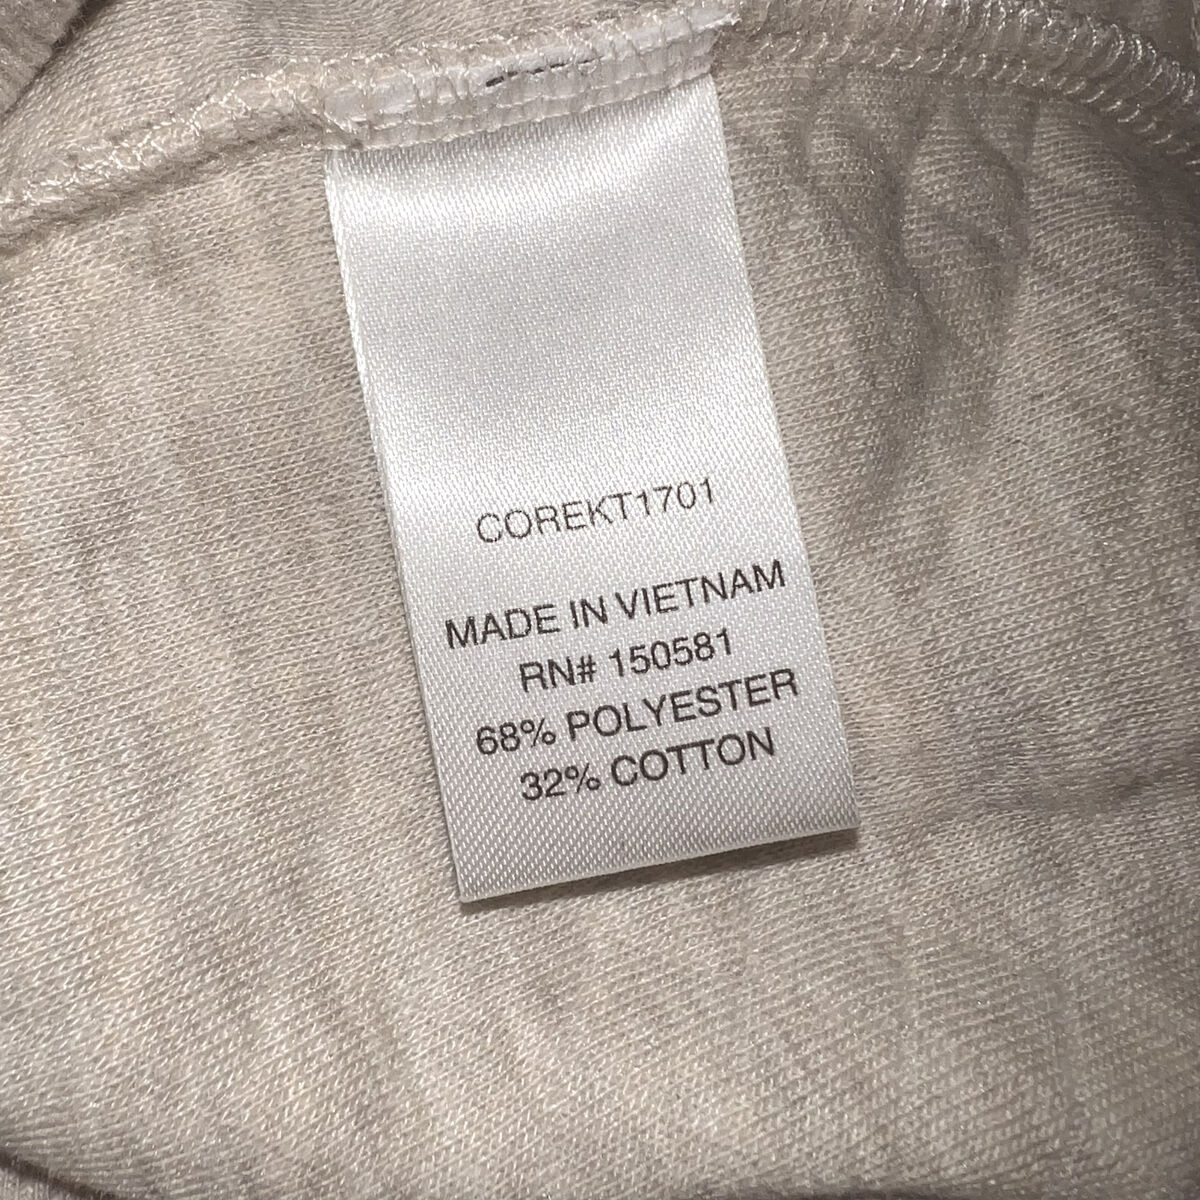 COREKT1701
MADE IN VIETNAM
RN# 150581
68% POLYESTER
32% COTTON